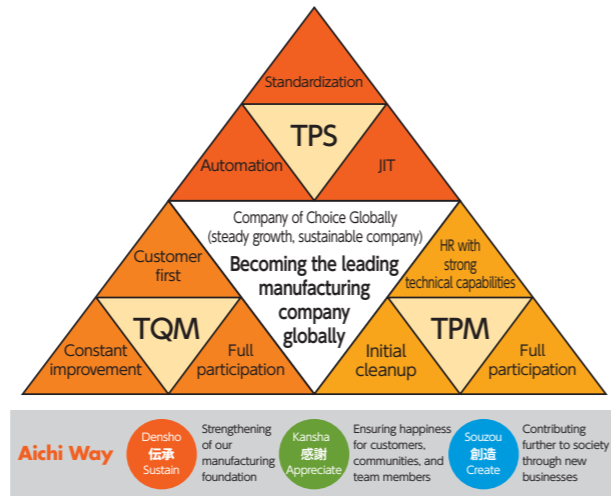 Standardization
TPS
Automation
JIT
Company of Choice Globally
(steady growth, sustainable company)
Becoming the leading
manufacturing
company
globally
Customer
first
TQM
Constant
improvement
Full
participation
HR with
strong
technical capabilities
TPM
Initial
cleanup
Full
participation
Aichi Way
Densho
伝承
Sustain
Strengthening
of our
manufacturing
foundation
Kansha
感謝
Appreciate
Ensuring happiness
for customers,
communities, and
team members
Souzou
創造
Create
Contributing
further to society
through new
businesses